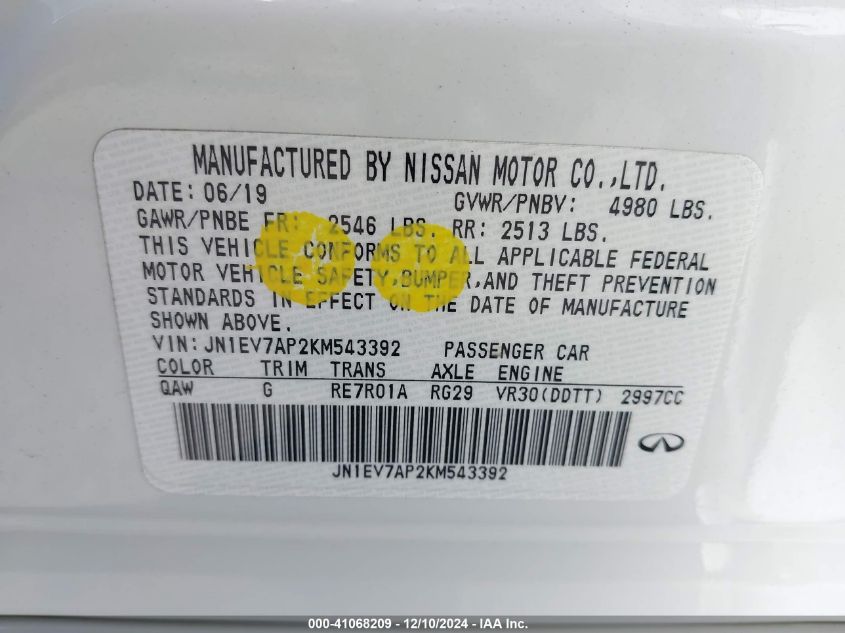 MANUFACTURED BY NISSAN MOTOR CO.,LTD.
DATE: 06/19 GVWR/PNBV: 4980 LBS.
GAWR/PNBE FR: 2546 LBS. RR: 2513 LBS.
THIS VEHICLE CONFORMS TO ALL APPLICABLE FEDERAL
MOTOR VEHICLE SAFETY,BUMPER,AND THEFT PREVENTION
STANDARDS IN EFFECT ON THE DATE OF MANUFACTURE
SHOWN ABOVE.
VIN:JN1EV7AP2KM543392 PASSENGER CAR
COLOR TRIM TRANS AXLE ENGINE
QAW G RE7R01A RG29 VR30(DDTT) 2997CC
JN1EV7AP2KM543392
000-41068209 - 12/10/2024 - IAA Inc.